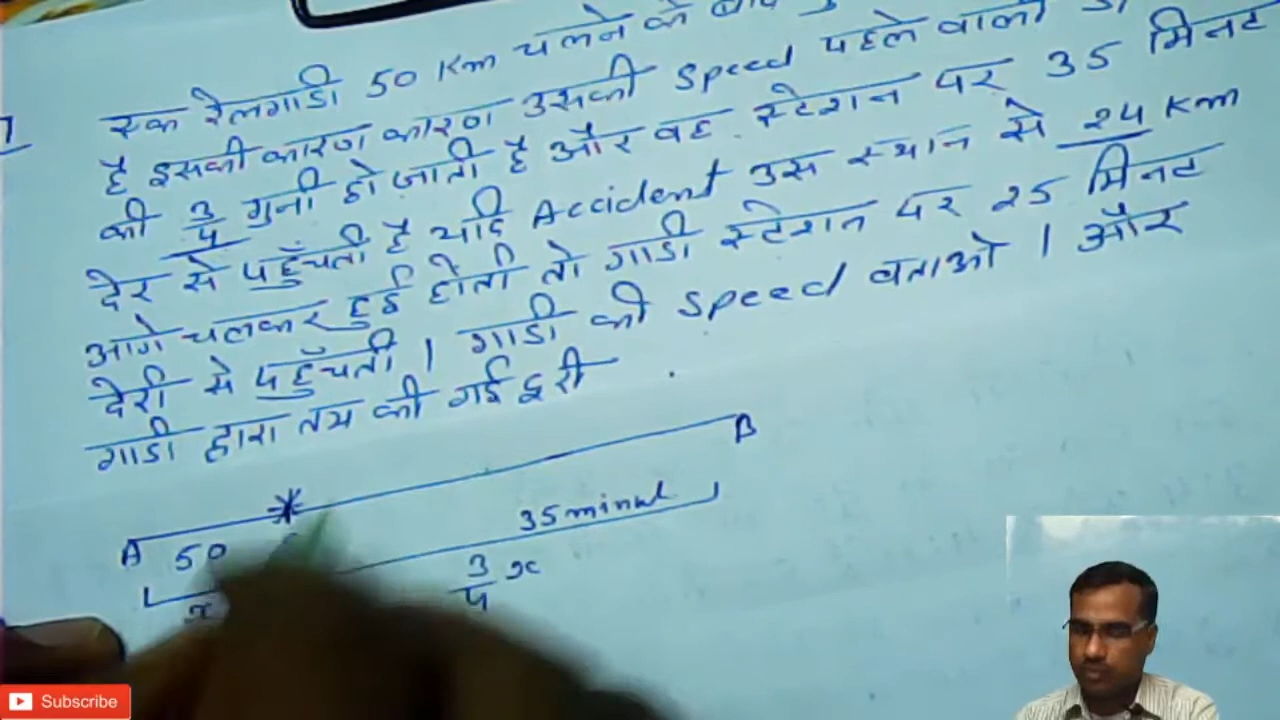 एक रेलगाडी 50 Km चलने के बाद
है इसकी कारण कारण उसकी Speed पहले वाली
की 3/4 गुनी हो जाती है और वह स्टेशन पर 35 मिनट
देर से पहुँचती है यदि Accident उस स्थान से 24 Km
आगे चलकर हुई होती तो गाडी स्टेशन पर 25 मिनट
देरी से पहुँचती । गाडी की Speed बताओ । और
गाडी द्वारा तय की गई दूरी
B
A 50 35 minut
x 3/4 x
Subscribe